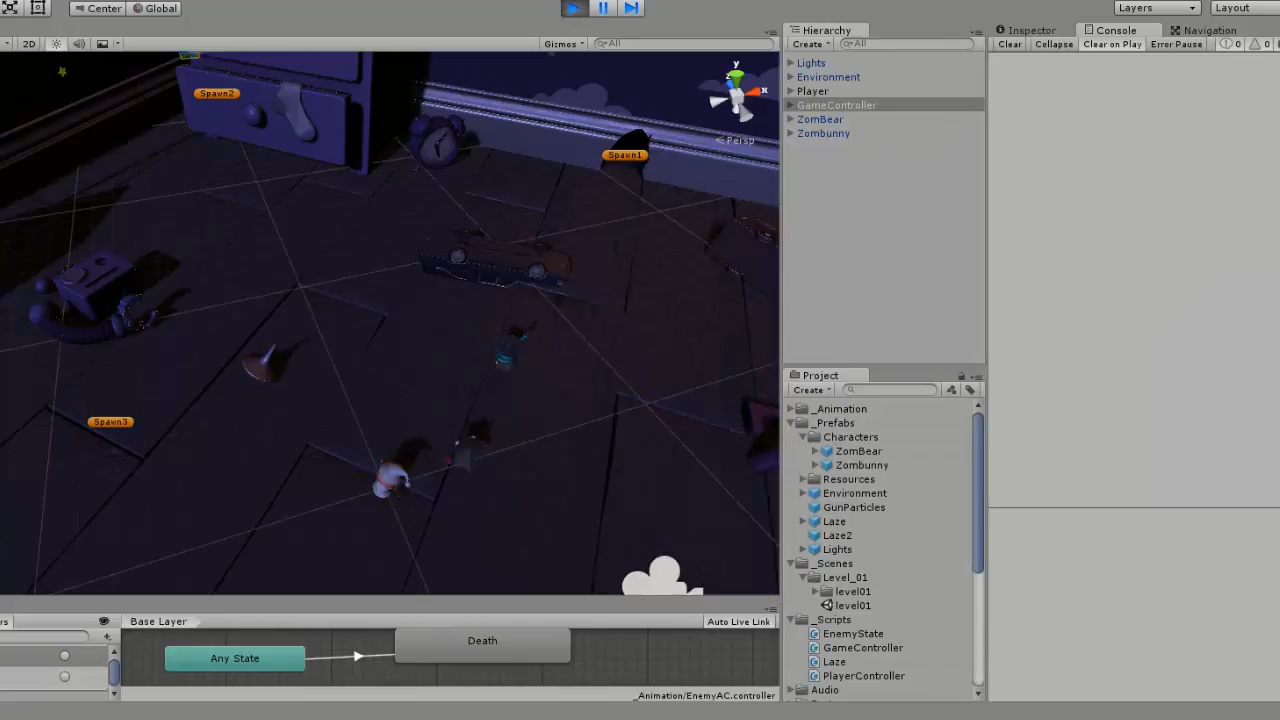 Center Global Layers Layout
2D Gizmos All
Hierarchy
Create All
Inspector Console Navigation
Clear Collapse Clear on Play Error Pause 0 0
Lights
Environment
Player
GameController
ZomBear
Zombunny
Spawn2
Spawn1
Spawn3
y
x
Persp
Project
Create
_Animation
_Prefabs
Characters
ZomBear
Zombunny
Resources
Environment
GunParticles
Laze
Laze2
Lights
_Scenes
Level_01
level01
level01
_Scripts
EnemyState
GameController
Laze
PlayerController
Audio
rs Base Layer Auto Live Link
Any State
Death
_Animation/EnemyAC.controller